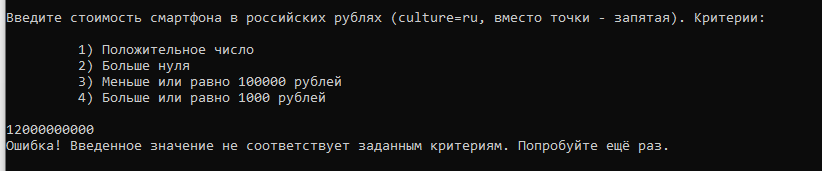 Введите стоимость смартфона в российских рублях (culture=ru, вместо точки - запятая). Критерии:
1) Положительное число
2) Больше нуля
3) Меньше или равно 100000 рублей
4) Больше или равно 1000 рублей
12000000000
Ошибка! Введенное значение не соответствует заданным критериям. Попробуйте ещё раз.